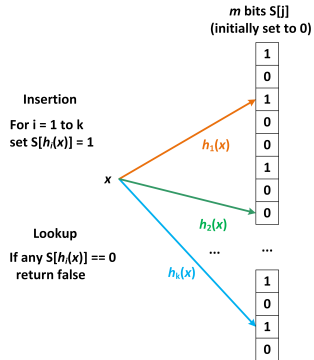 m bits S[j]
(initially set to 0)
1
0
Insertion
1
For i = 1 to k
0
set S[hᵢ(x)] = 1
0
h₁(x)
1
x
0
0
h₂(x)
Lookup
... ...
If any S[hᵢ(x)] == 0
return false
hₖ(x)
1
0
1
0